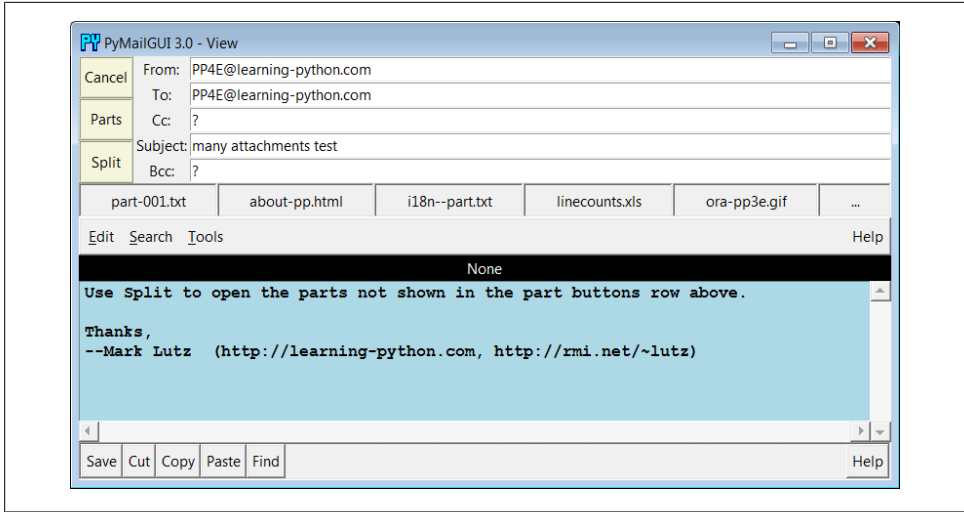 PY PyMailGUI 3.0 - View
Cancel From: PP4E@learning-python.com
To: PP4E@learning-python.com
Parts Cc: ?
Subject: many attachments test
Split Bcc: ?
part-001.txt about-pp.html i18n--part.txt linecounts.xls ora-pp3e.gif ...
Edit Search Tools Help
None
Use Split to open the parts not shown in the part buttons row above.
Thanks,
--Mark Lutz (http://learning-python.com, http://rmi.net/~lutz)
Save Cut Copy Paste Find Help